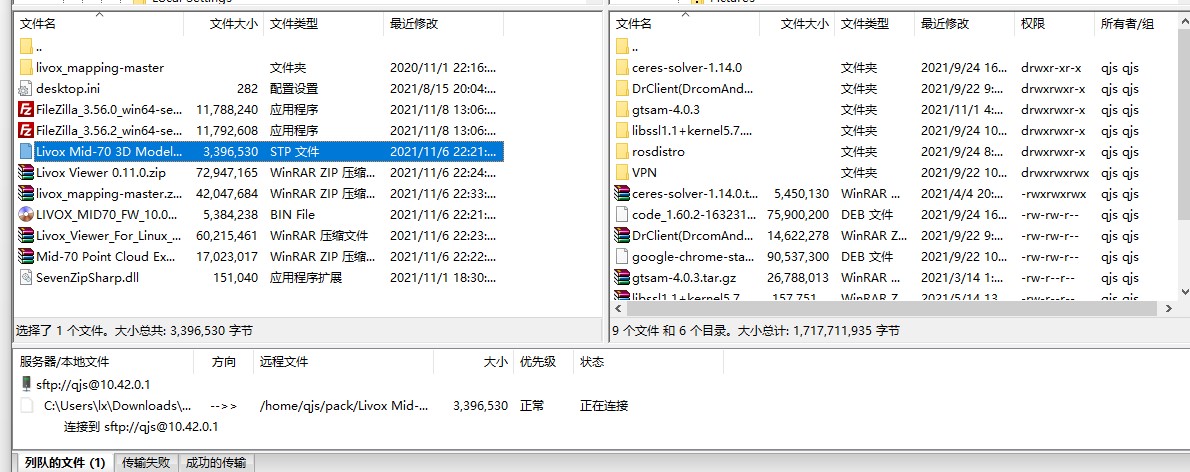 Local Settings
Pictures
文件名 文件大小 文件类型 最近修改
..
livox_mapping-master 文件夹 2020/11/1 22:16:...
desktop.ini 282 配置设置 2021/8/15 20:04:...
FileZilla_3.56.0_win64-se... 11,788,240 应用程序 2021/11/8 13:06:...
FileZilla_3.56.2_win64-se... 11,792,608 应用程序 2021/11/8 13:06:...
Livox Mid-70 3D Model... 3,396,530 STP 文件 2021/11/6 22:21:...
Livox Viewer 0.11.0.zip 72,947,165 WinRAR ZIP 压缩... 2021/11/6 22:24:...
livox_mapping-master.z... 42,047,684 WinRAR ZIP 压缩... 2021/11/6 22:33:...
LIVOX_MID70_FW_10.0... 5,384,238 BIN File 2021/11/6 22:21:...
Livox_Viewer_For_Linux_... 60,215,461 WinRAR 压缩文件 2021/11/6 22:23:...
Mid-70 Point Cloud Ex... 17,023,017 WinRAR ZIP 压缩... 2021/11/6 22:22:...
SevenZipSharp.dll 151,040 应用程序扩展 2021/11/1 18:30:...
选择了 1 个文件。大小总共: 3,396,530 字节
文件名 文件大小 文件类型 最近修改 权限 所有者/组
..
ceres-solver-1.14.0 文件夹 2021/9/24 16... drwxr-xr-x qjs qjs
DrClient(DrcomAnd... 文件夹 2021/9/22 9:... drwxrwxr-x qjs qjs
gtsam-4.0.3 文件夹 2021/11/1 4:... drwxrwxr-x qjs qjs
libssl1.1+kernel5.7.... 文件夹 2021/9/24 10... drwxrwxr-x qjs qjs
rosdistro 文件夹 2021/9/24 8:... drwxrwxr-x qjs qjs
VPN 文件夹 2021/9/22 10... drwxrwxr-x qjs qjs
ceres-solver-1.14.0.t... 5,450,130 WinRAR ... 2021/4/4 20:... -rwxrwxrwx qjs qjs
code_1.60.2-163231... 75,900,200 DEB 文件 2021/9/24 16... -rw-rw-r-- qjs qjs
DrClient(DrcomAnd... 14,622,278 WinRAR Z... 2021/9/22 9:... -rw-rw-r-- qjs qjs
google-chrome-sta... 90,537,300 DEB 文件 2021/9/22 10... -rw-rw-r-- qjs qjs
gtsam-4.0.3.tar.gz 26,788,013 WinRAR ... 2021/3/14 1:... -rw-r--r-- qjs qjs
libssl1.1+kernel5.7 157,751 WinRAR Z 2021/5/14 13 -rw-r--r-- qjs qjs
9 个文件 和 6 个目录。大小总计: 1,717,711,935 字节
服务器/本地文件 方向 远程文件 大小 优先级 状态
sftp://qjs@10.42.0.1
C:\Users\lx\Downloads\... -->> /home/qjs/pack/Livox Mid-... 3,396,530 正常 正在连接
连接到 sftp://qjs@10.42.0.1
列队的文件 (1) 传输失败 成功的传输